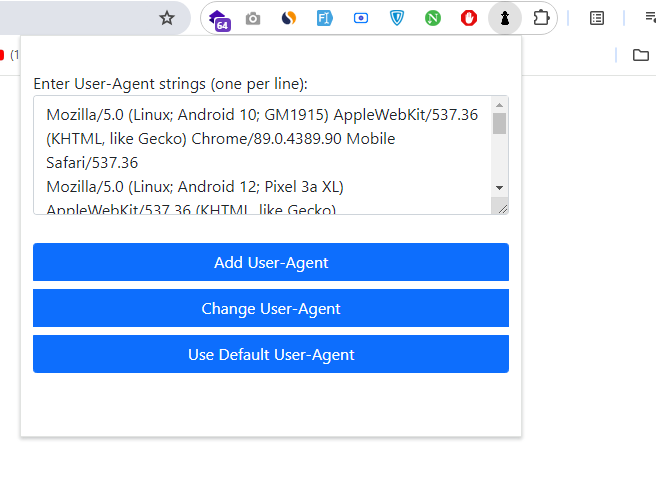 64
(1
Enter User-Agent strings (one per line):
Mozilla/5.0 (Linux; Android 10; GM1915) AppleWebKit/537.36
(KHTML, like Gecko) Chrome/89.0.4389.90 Mobile
Safari/537.36
Mozilla/5.0 (Linux; Android 12; Pixel 3a XL)
AppleWebKit/537.36 (KHTML, like Gecko)
Add User-Agent
Change User-Agent
Use Default User-Agent